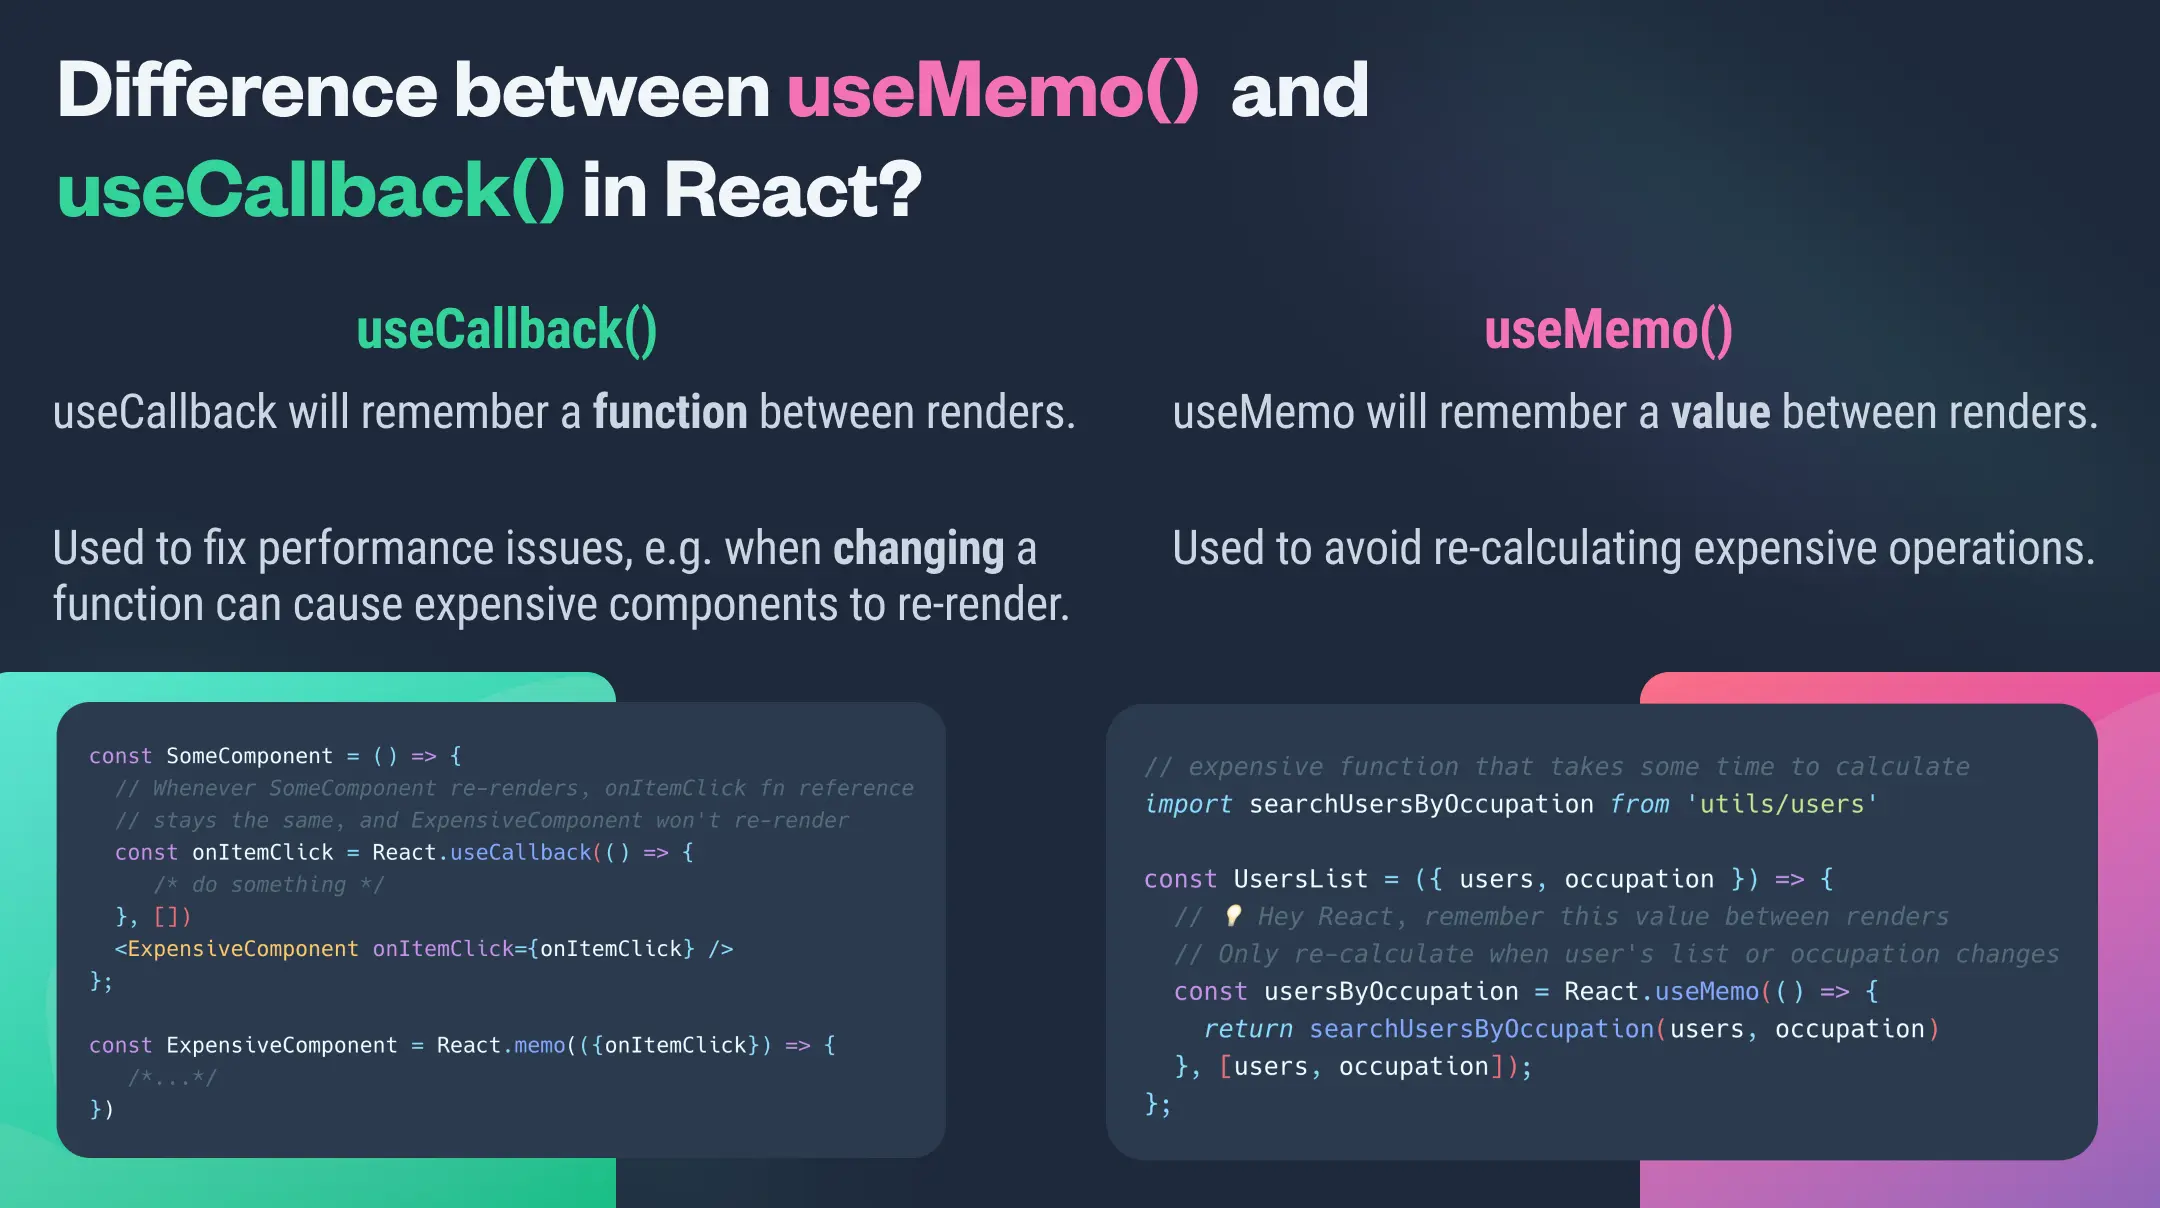 Difference between useMemo() and
useCallback() in React?
useCallback()
useCallback will remember a function between renders.
Used to fix performance issues, e.g. when changing a
function can cause expensive components to re-render.
const SomeComponent = () => {
  // Whenever SomeComponent re-renders, onItemClick fn reference
  // stays the same, and ExpensiveComponent won't re-render
  const onItemClick = React.useCallback(() => {
     /* do something */
  }, [])
  <ExpensiveComponent onItemClick={onItemClick} />
};
const ExpensiveComponent = React.memo(({onItemClick}) => {
   /*...*/
})
useMemo()
useMemo will remember a value between renders.
Used to avoid re-calculating expensive operations.
// expensive function that takes some time to calculate
import searchUsersByOccupation from 'utils/users'
const UsersList = ({ users, occupation }) => {
  // 💡 Hey React, remember this value between renders
  // Only re-calculate when user's list or occupation changes
  const usersByOccupation = React.useMemo(() => {
    return searchUsersByOccupation(users, occupation)
  }, [users, occupation]);
};